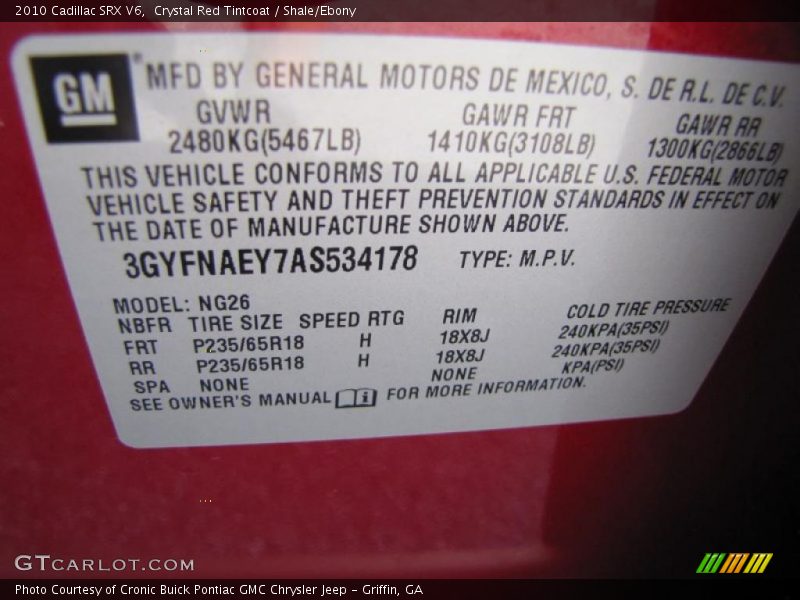 2010 Cadillac SRX V6, Crystal Red Tintcoat / Shale/Ebony
GM
MFD BY GENERAL MOTORS DE MEXICO, S. DE R.L. DE C.V.
GVWR GAWR FRT GAWR RR
2480KG(5467LB) 1410KG(3108LB) 1300KG(2866LB)
THIS VEHICLE CONFORMS TO ALL APPLICABLE U.S. FEDERAL MOTOR
VEHICLE SAFETY AND THEFT PREVENTION STANDARDS IN EFFECT ON
THE DATE OF MANUFACTURE SHOWN ABOVE.
3GYFNAEY7AS534178 TYPE: M.P.V.
MODEL: NG26
NBFR TIRE SIZE SPEED RTG RIM COLD TIRE PRESSURE
FRT P235/65R18 H 18X8J 240KPA(35PSI)
RR P235/65R18 H 18X8J 240KPA(35PSI)
SPA NONE NONE KPA(PSI)
SEE OWNER'S MANUAL i FOR MORE INFORMATION.
GTCARLOT.COM
Photo Courtesy of Cronic Buick Pontiac GMC Chrysler Jeep - Griffin, GA